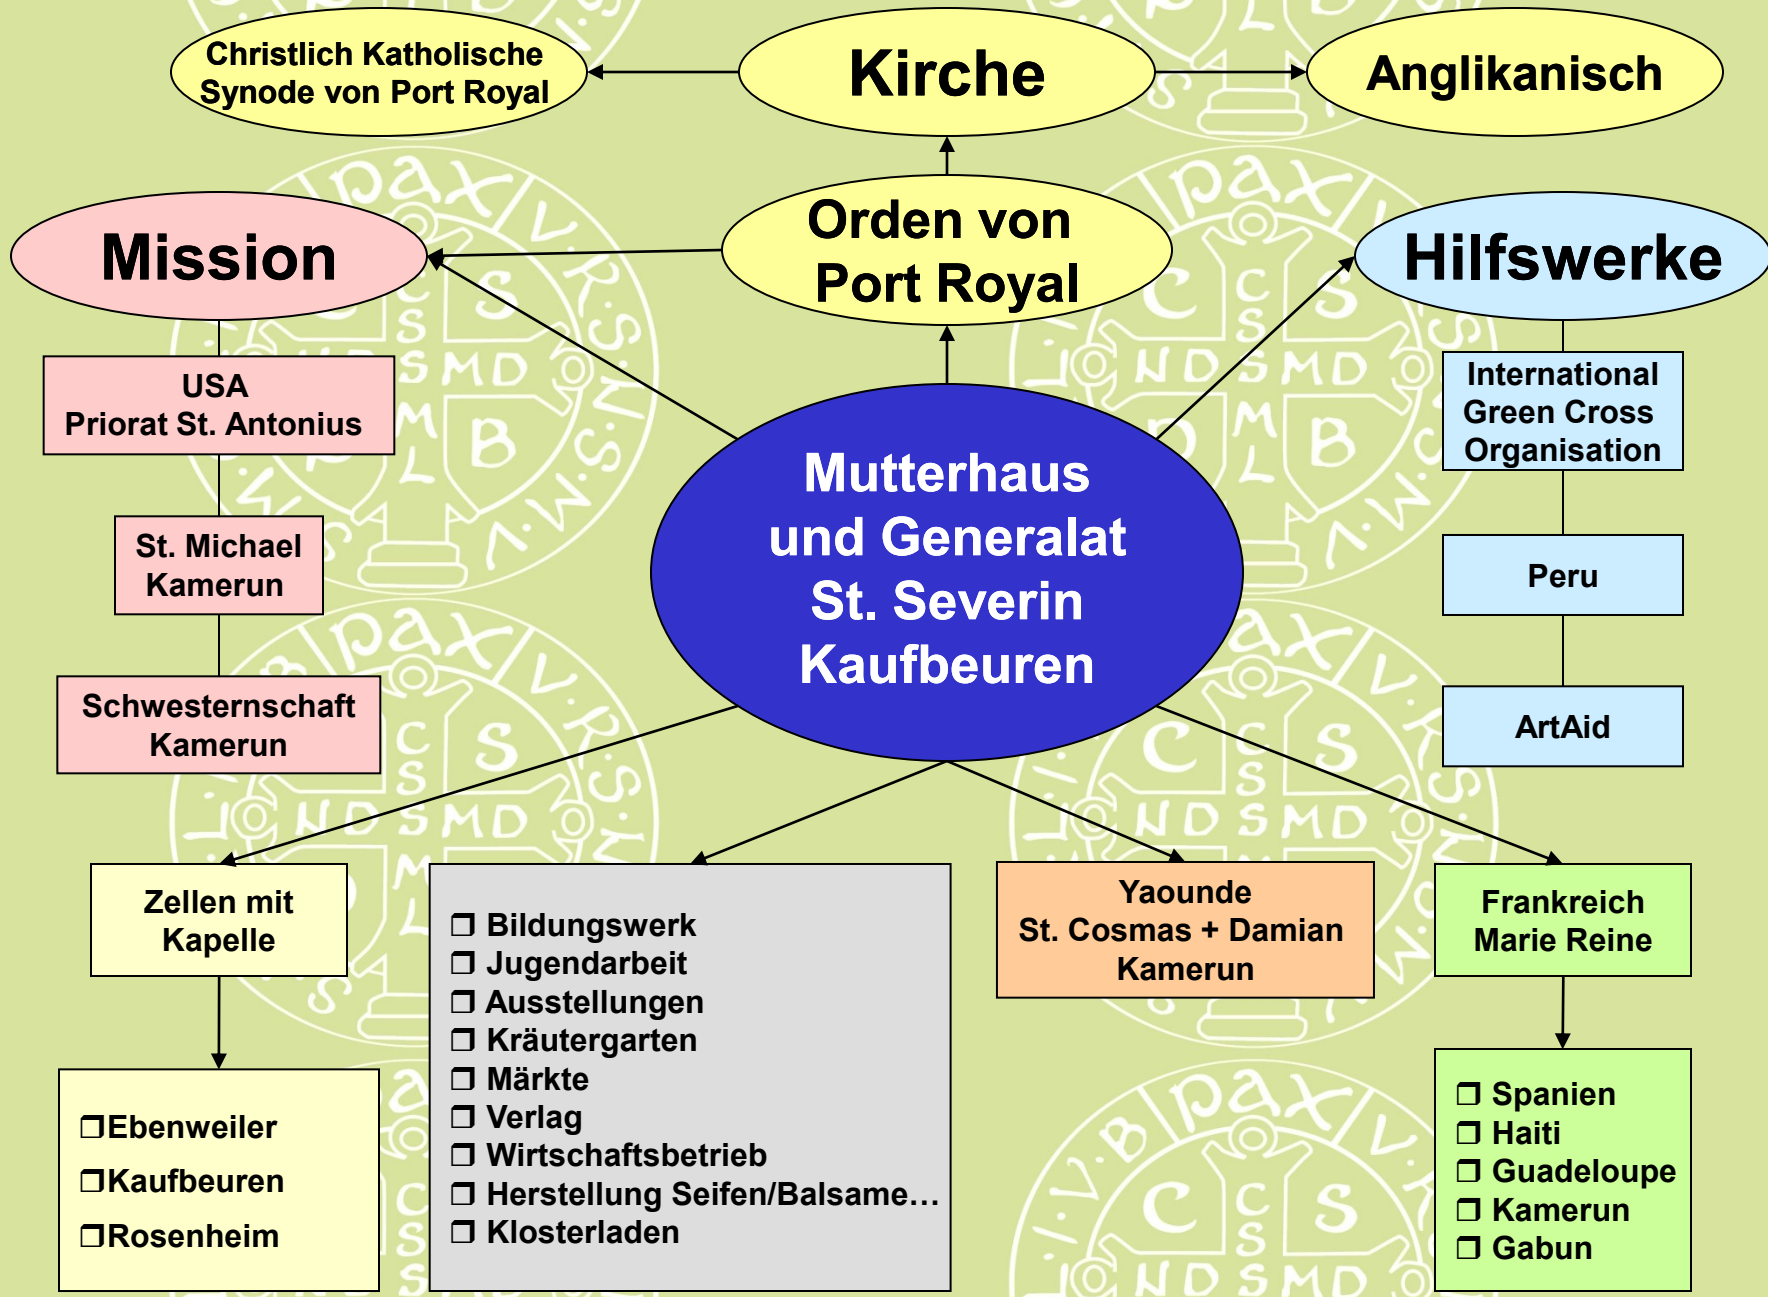 Christlich Katholische
Synode von Port Royal
Kirche
Anglikanisch
Mission
Orden von
Port Royal
Hilfswerke
USA
Priorat St. Antonius
St. Michael
Kamerun
Schwesternschaft
Kamerun
Mutterhaus
und Generalat
St. Severin
Kaufbeuren
International
Green Cross
Organisation
Peru
ArtAid
Zellen mit
Kapelle
❐Ebenweiler
❐Kaufbeuren
❐Rosenheim
❐ Bildungswerk
❐ Jugendarbeit
❐ Ausstellungen
❐ Kräutergarten
❐ Märkte
❐ Verlag
❐ Wirtschaftsbetrieb
❐ Herstellung Seifen/Balsame…
❐ Klosterladen
Yaounde
St. Cosmas + Damian
Kamerun
Frankreich
Marie Reine
❐ Spanien
❐ Haiti
❐ Guadeloupe
❐ Kamerun
❐ Gabun